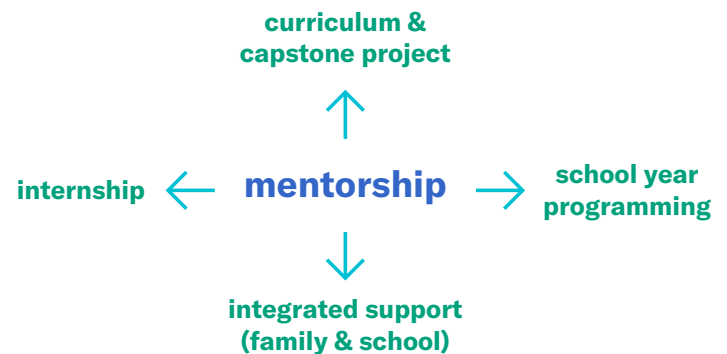 curriculum &
capstone project
internship
mentorship
school year
programming
integrated support
(family & school)